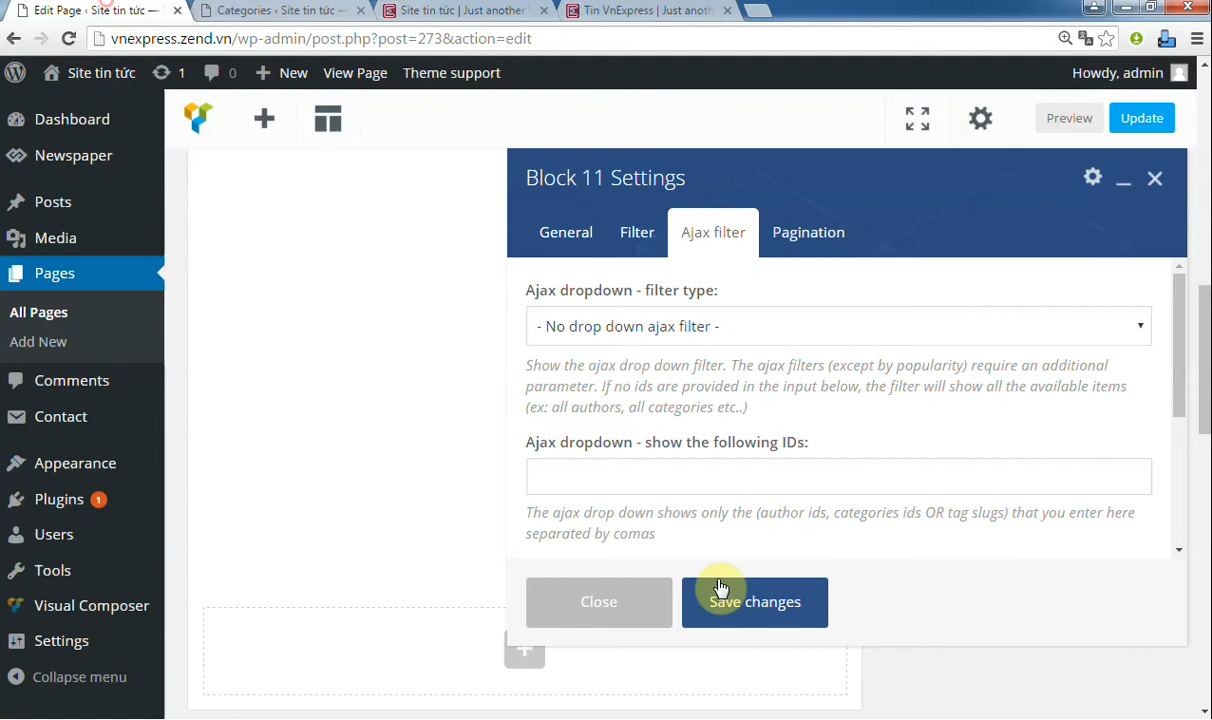 Edit Page ‹ Site tin tức —
Categories ‹ Site tin tức —
Site tin tức | Just another
Tin VnExpress | Just anoth
vnexpress.zend.vn/wp-admin/post.php?post=273&action=edit
Site tin tức
1
0
New
View Page
Theme support
Howdy, admin
Dashboard
Newspaper
Posts
Media
Pages
All Pages
Add New
Comments
Contact
Appearance
Plugins 1
Users
Tools
Visual Composer
Settings
Collapse menu
Preview
Update
Block 11 Settings
General
Filter
Ajax filter
Pagination
Ajax dropdown - filter type:
- No drop down ajax filter -
Show the ajax drop down filter. The ajax filters (except by popularity) require an additional
parameter. If no ids are provided in the input below, the filter will show all the available items
(ex: all authors, all categories etc..)
Ajax dropdown - show the following IDs:
The ajax drop down shows only the (author ids, categories ids OR tag slugs) that you enter here
separated by comas
Close
Save changes